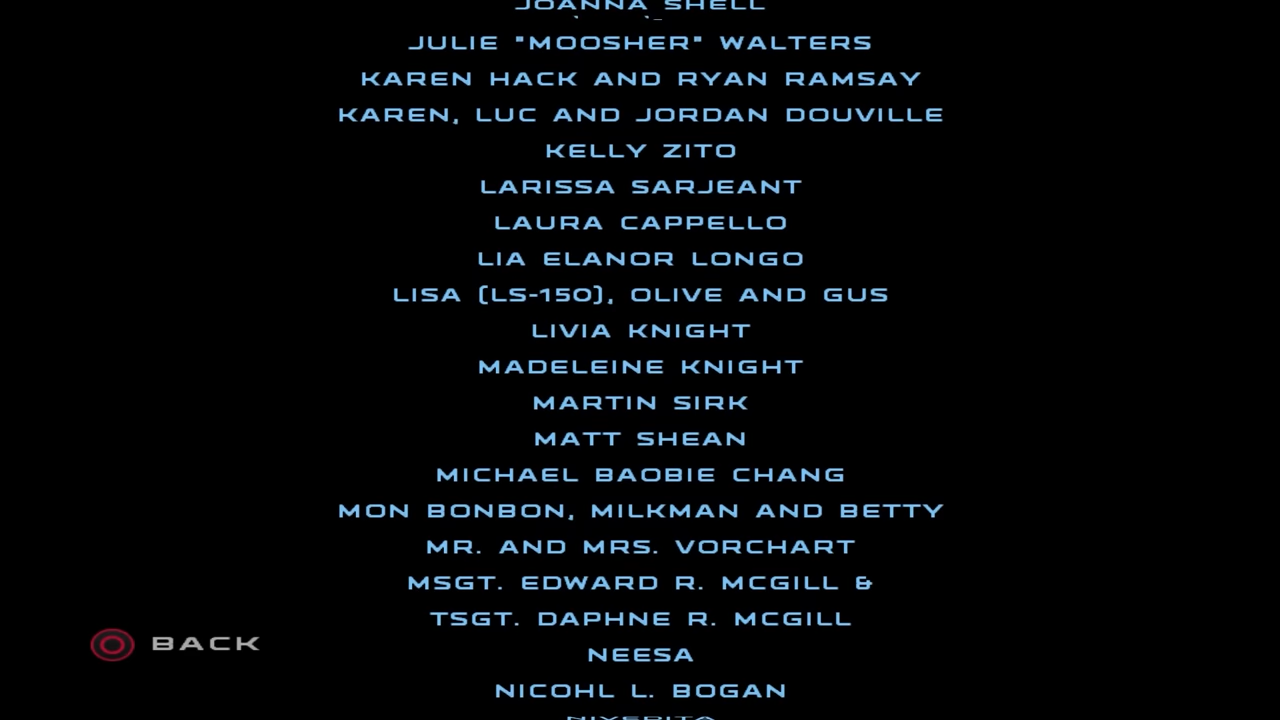 JOANNA SHELL
JULIE "MOOSHER" WALTERS
KAREN HACK AND RYAN RAMSAY
KAREN, LUC AND JORDAN DOUVILLE
KELLY ZITO
LARISSA SARJEANT
LAURA CAPPELLO
LIA ELANOR LONGO
LISA (LS-150), OLIVE AND GUS
LIVIA KNIGHT
MADELEINE KNIGHT
MARTIN SIRK
MATT SHEAN
MICHAEL BAOBIE CHANG
MON BONBON, MILKMAN AND BETTY
MR. AND MRS. VORCHART
MSGT. EDWARD R. MCGILL &
TSGT. DAPHNE R. MCGILL
BACK
NEESA
NICOHL L. BOGAN